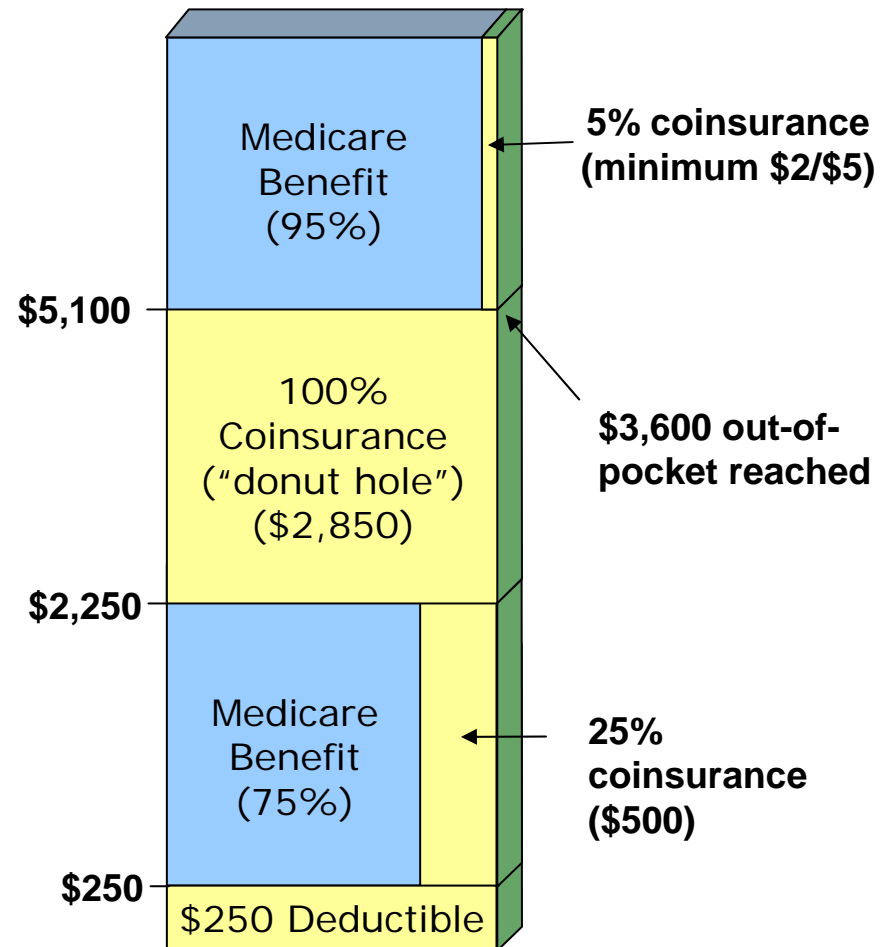 Medicare
Benefit
(95%)
5% coinsurance
(minimum $2/$5)
$5,100
100%
Coinsurance
(“donut hole”)
($2,850)
$3,600 out-of-
pocket reached
$2,250
Medicare
Benefit
(75%)
25%
coinsurance
($500)
$250
$250 Deductible